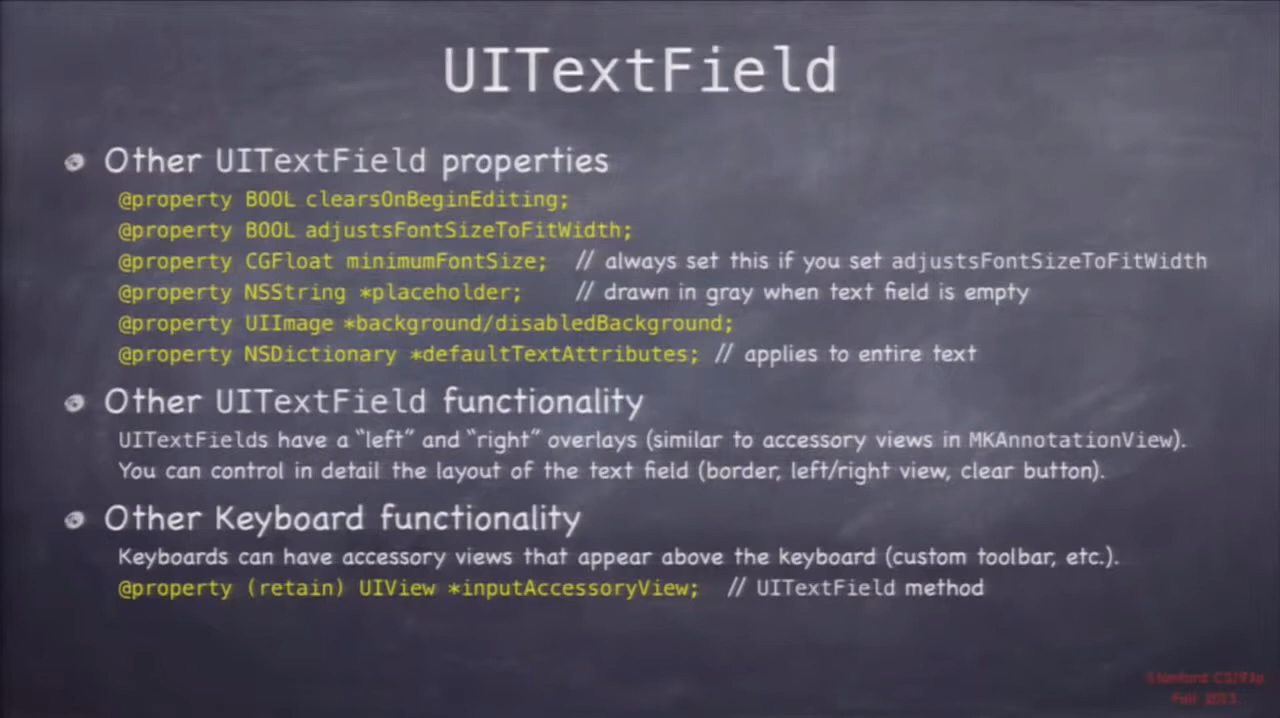 UITextField
Other UITextField properties
@property BOOL clearsOnBeginEditing;
@property BOOL adjustsFontSizeToFitWidth;
@property CGFloat minimumFontSize; // always set this if you set adjustsFontSizeToFitWidth
@property NSString *placeholder; // drawn in gray when text field is empty
@property UIImage *background/disabledBackground;
@property NSDictionary *defaultTextAttributes; // applies to entire text
Other UITextField functionality
UITextFields have a “left” and “right” overlays (similar to accessory views in MKAnnotationView).
You can control in detail the layout of the text field (border, left/right view, clear button).
Other Keyboard functionality
Keyboards can have accessory views that appear above the keyboard (custom toolbar, etc.).
@property (retain) UIView *inputAccessoryView; // UITextField method
Stanford CS193p
Fall 2013